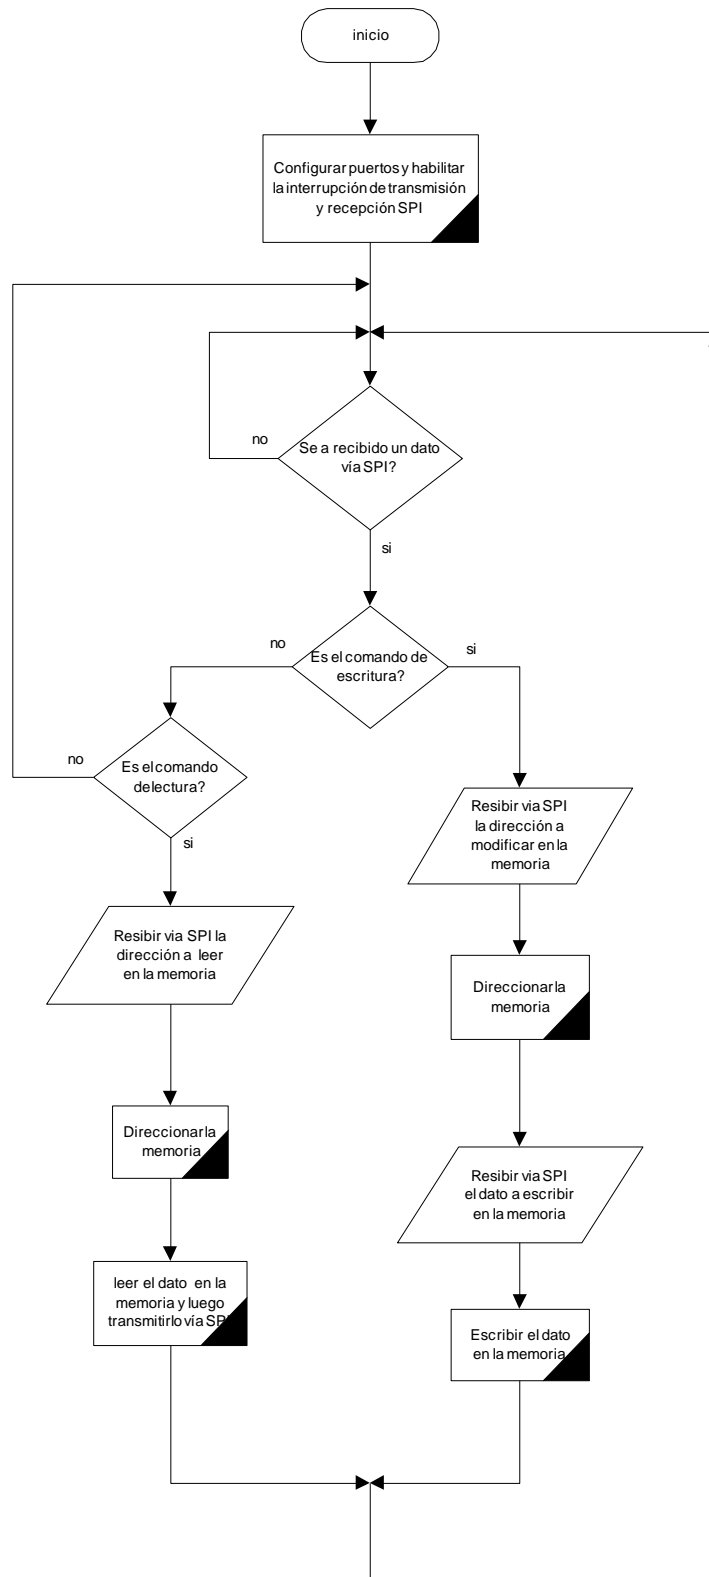 inicio
Configurar puertos y habilitar
la interrupción de transmisión
y recepción SPI
no
Se a recibido un dato
vía SPI?
si
no
Es el comando de
escritura?
si
no
Es el comando
de lectura?
si
Resibir via SPI
la dirección a
modificar en la
memoria
Resibir via SPI la
dirección a leer
en la memoria
Direccionar la
memoria
Direccionar la
memoria
Resibir via SPI
el dato a escribir
en la memoria
leer el dato en la
memoria y luego
transmitirlo vía SPI
Escribir el dato
en la memoria